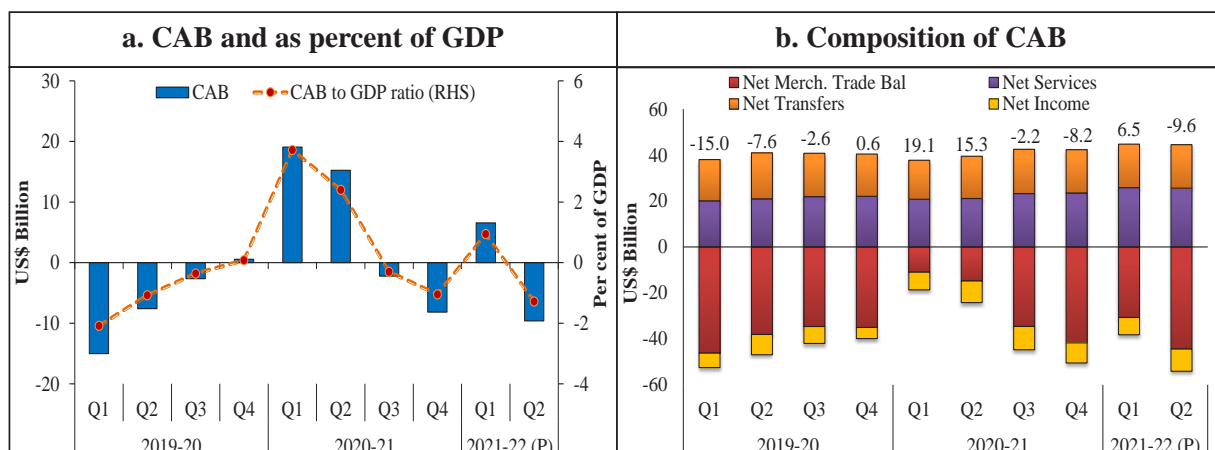 a. CAB and as percent of GDP
b. Composition of CAB
CAB
CAB to GDP ratio (RHS)
US$ Billion
30
20
10
0
-10
-20
6
4
2
0
-2
-4
Per cent of GDP
Q1 Q2 Q3 Q4 Q1 Q2 Q3 Q4 Q1 Q2
2019-20 2020-21 2021-22 (P)
Net Merch. Trade Bal
Net Services
Net Transfers
Net Income
US$ Billion
60
40
20
0
-20
-40
-60
-15.0 -7.6 -2.6 0.6 19.1 15.3 -2.2 -8.2 6.5 -9.6
Q1 Q2 Q3 Q4 Q1 Q2 Q3 Q4 Q1 Q2
2019-20 2020-21 2021-22 (P)